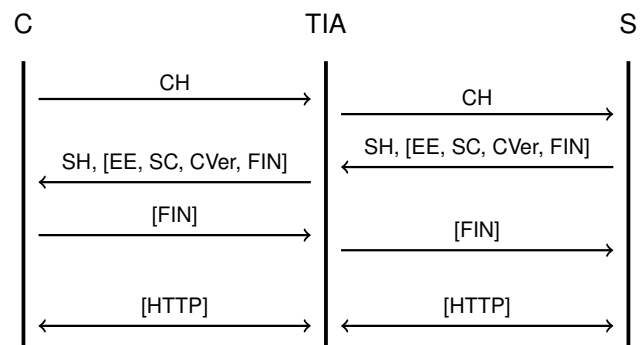 C TIA S
CH
CH
SH, [EE, SC, CVer, FIN]
SH, [EE, SC, CVer, FIN]
[FIN]
[FIN]
[HTTP]
[HTTP]